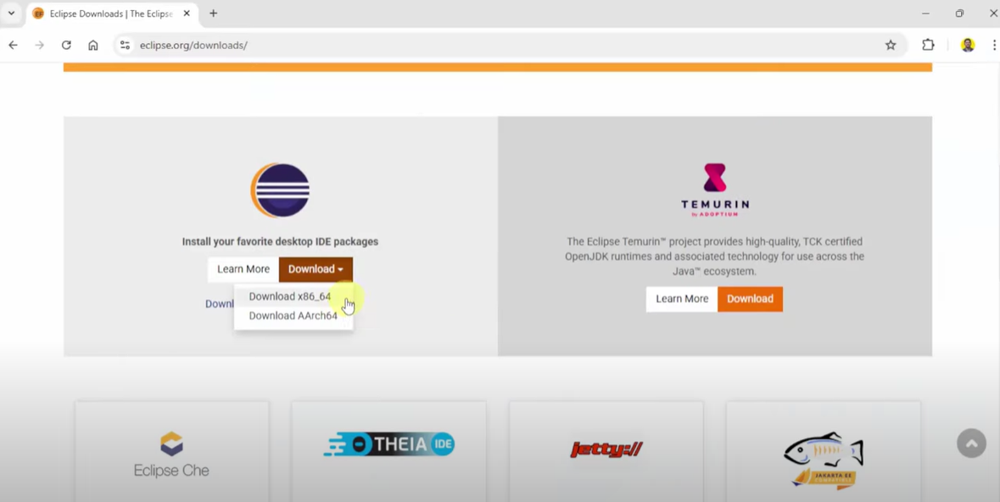 Eclipse Downloads | The Eclipse
eclipse.org/downloads/
Install your favorite desktop IDE packages
Learn More
Download
Download x86_64
Downl
Download AArch64
TEMURIN
by ADOPTIUM
The Eclipse Temurin™ project provides high-quality, TCK certified
OpenJDK runtimes and associated technology for use across the
Java™ ecosystem.
Learn More
Download
Eclipse Che
THEIA IDE
jetty://
JAKARTA EE
COMPATIBLE